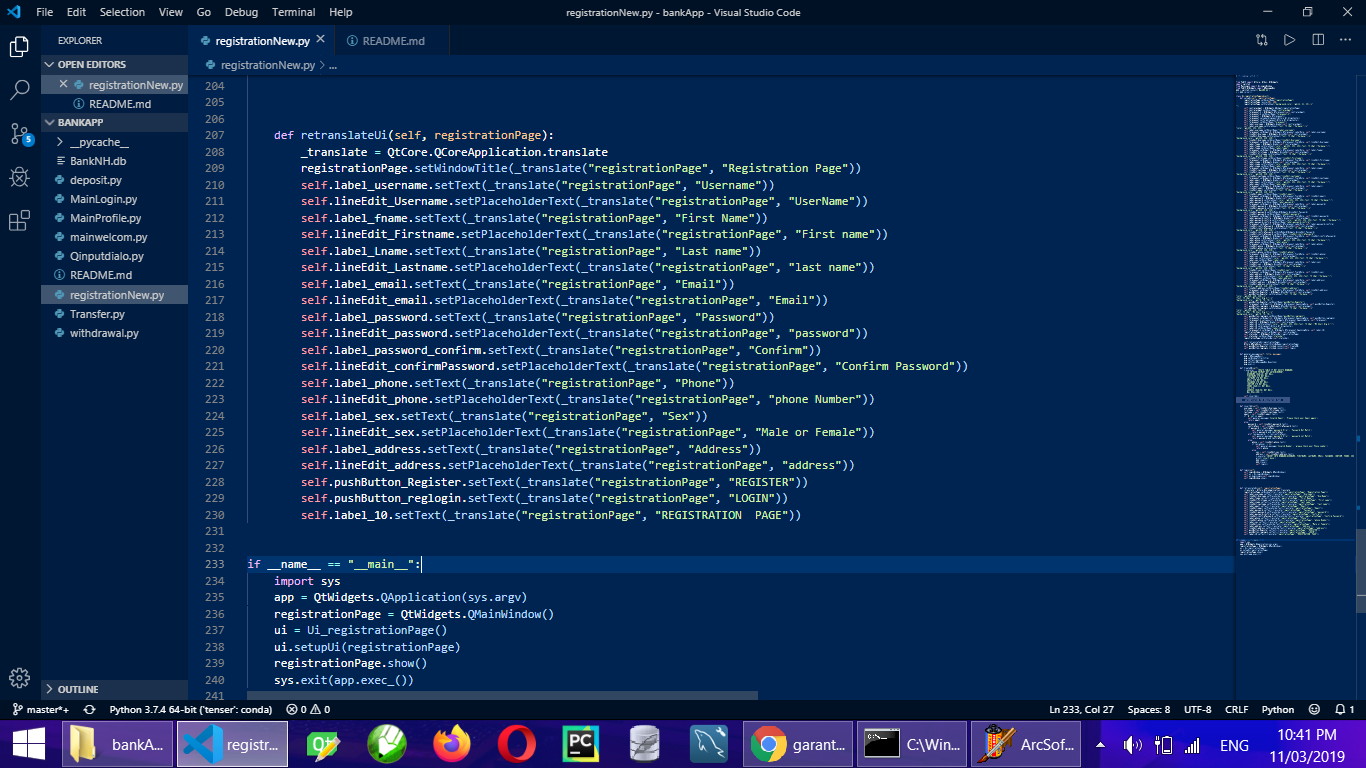 File Edit Selection View Go Debug Terminal Help
registrationNew.py - bankApp - Visual Studio Code
EXPLORER
OPEN EDITORS
registrationNew.py
README.md
BANKAPP
__pycache__
BankNH.db
deposit.py
MainLogin.py
MainProfile.py
mainwelcom.py
Qinputdialo.py
README.md
registrationNew.py
Transfer.py
withdrawal.py
OUTLINE
5
registrationNew.py README.md
registrationNew.py > ...
204
205
206
207 def retranslateUi(self, registrationPage):
208 _translate = QtCore.QCoreApplication.translate
209 registrationPage.setWindowTitle(_translate("registrationPage", "Registration Page"))
210 self.label_username.setText(_translate("registrationPage", "Username"))
211 self.lineEdit_Username.setPlaceholderText(_translate("registrationPage", "UserName"))
212 self.label_fname.setText(_translate("registrationPage", "First Name"))
213 self.lineEdit_Firstname.setPlaceholderText(_translate("registrationPage", "First name"))
214 self.label_Lname.setText(_translate("registrationPage", "Last name"))
215 self.lineEdit_Lastname.setPlaceholderText(_translate("registrationPage", "last name"))
216 self.label_email.setText(_translate("registrationPage", "Email"))
217 self.lineEdit_email.setPlaceholderText(_translate("registrationPage", "Email"))
218 self.label_password.setText(_translate("registrationPage", "Password"))
219 self.lineEdit_password.setPlaceholderText(_translate("registrationPage", "password"))
220 self.label_password_confirm.setText(_translate("registrationPage", "Confirm"))
221 self.lineEdit_confirmPassword.setPlaceholderText(_translate("registrationPage", "Confirm Password"))
222 self.label_phone.setText(_translate("registrationPage", "Phone"))
223 self.lineEdit_phone.setPlaceholderText(_translate("registrationPage", "phone Number"))
224 self.label_sex.setText(_translate("registrationPage", "Sex"))
225 self.lineEdit_sex.setPlaceholderText(_translate("registrationPage", "Male or Female"))
226 self.label_address.setText(_translate("registrationPage", "Address"))
227 self.lineEdit_address.setPlaceholderText(_translate("registrationPage", "address"))
228 self.pushButton_Register.setText(_translate("registrationPage", "REGISTER"))
229 self.pushButton_reglogin.setText(_translate("registrationPage", "LOGIN"))
230 self.label_10.setText(_translate("registrationPage", "REGISTRATION  PAGE"))
231
232
233 if __name__ == "__main__":
234 import sys
235 app = QtWidgets.QApplication(sys.argv)
236 registrationPage = QtWidgets.QMainWindow()
237 ui = Ui_registrationPage()
238 ui.setupUi(registrationPage)
239 registrationPage.show()
240 sys.exit(app.exec_())
241
master*+ Python 3.7.4 64-bit ('tenser': conda) 0 0 Ln 233, Col 27 Spaces: 8 UTF-8 CRLF Python 1
bankA... registr... Qt PC garant... C:\Win... ArcSof... ENG 10:41 PM
11/03/2019